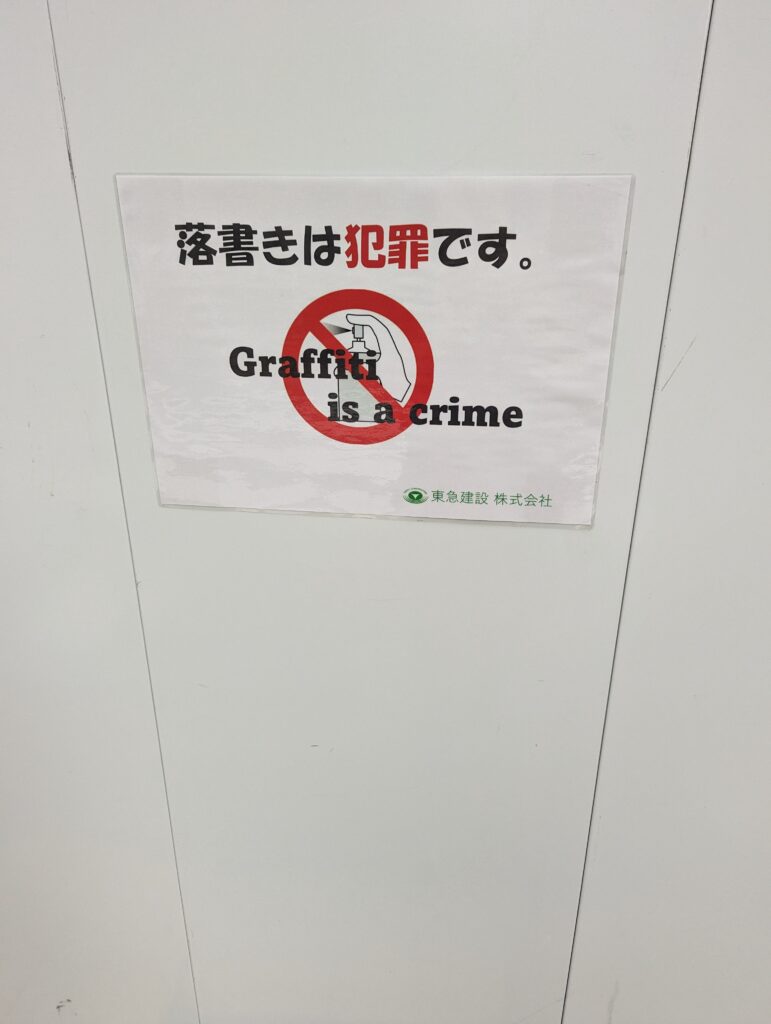 落書きは犯罪です。
Graffiti
is a crime
東急建設 株式会社